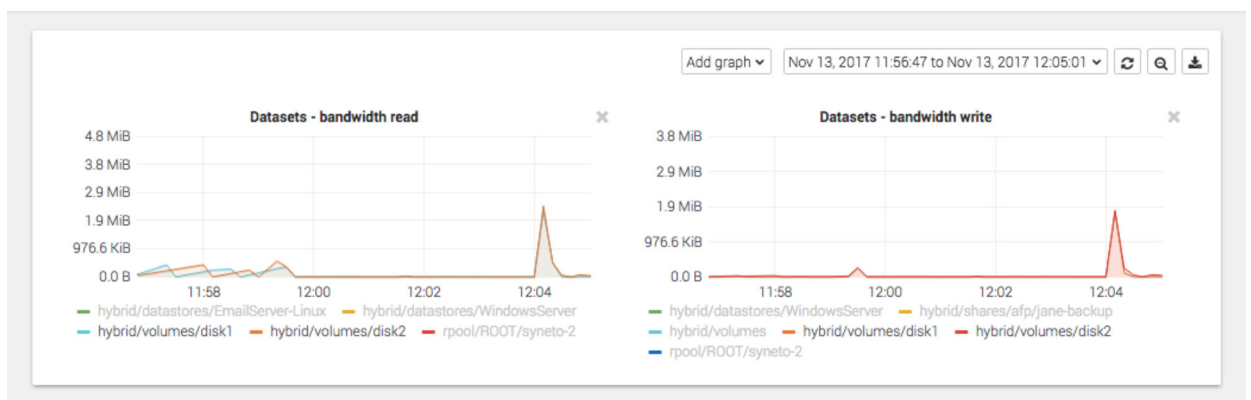 Add graph Nov 13, 2017 11:56:47 to Nov 13, 2017 12:05:01
Datasets - bandwidth read
4.8 MiB
3.8 MiB
2.9 MiB
1.9 MiB
976.6 KiB
0.0 B
11:58 12:00 12:02 12:04
hybrid/datastores/EmailServer-Linux hybrid/datastores/WindowsServer
hybrid/volumes/disk1 hybrid/volumes/disk2 rpool/ROOT/syneto-2
Datasets - bandwidth write
3.8 MiB
2.9 MiB
1.9 MiB
976.6 KiB
0.0 B
11:58 12:00 12:02 12:04
hybrid/datastores/WindowsServer hybrid/shares/afp/jane-backup
hybrid/volumes hybrid/volumes/disk1 hybrid/volumes/disk2
rpool/ROOT/syneto-2